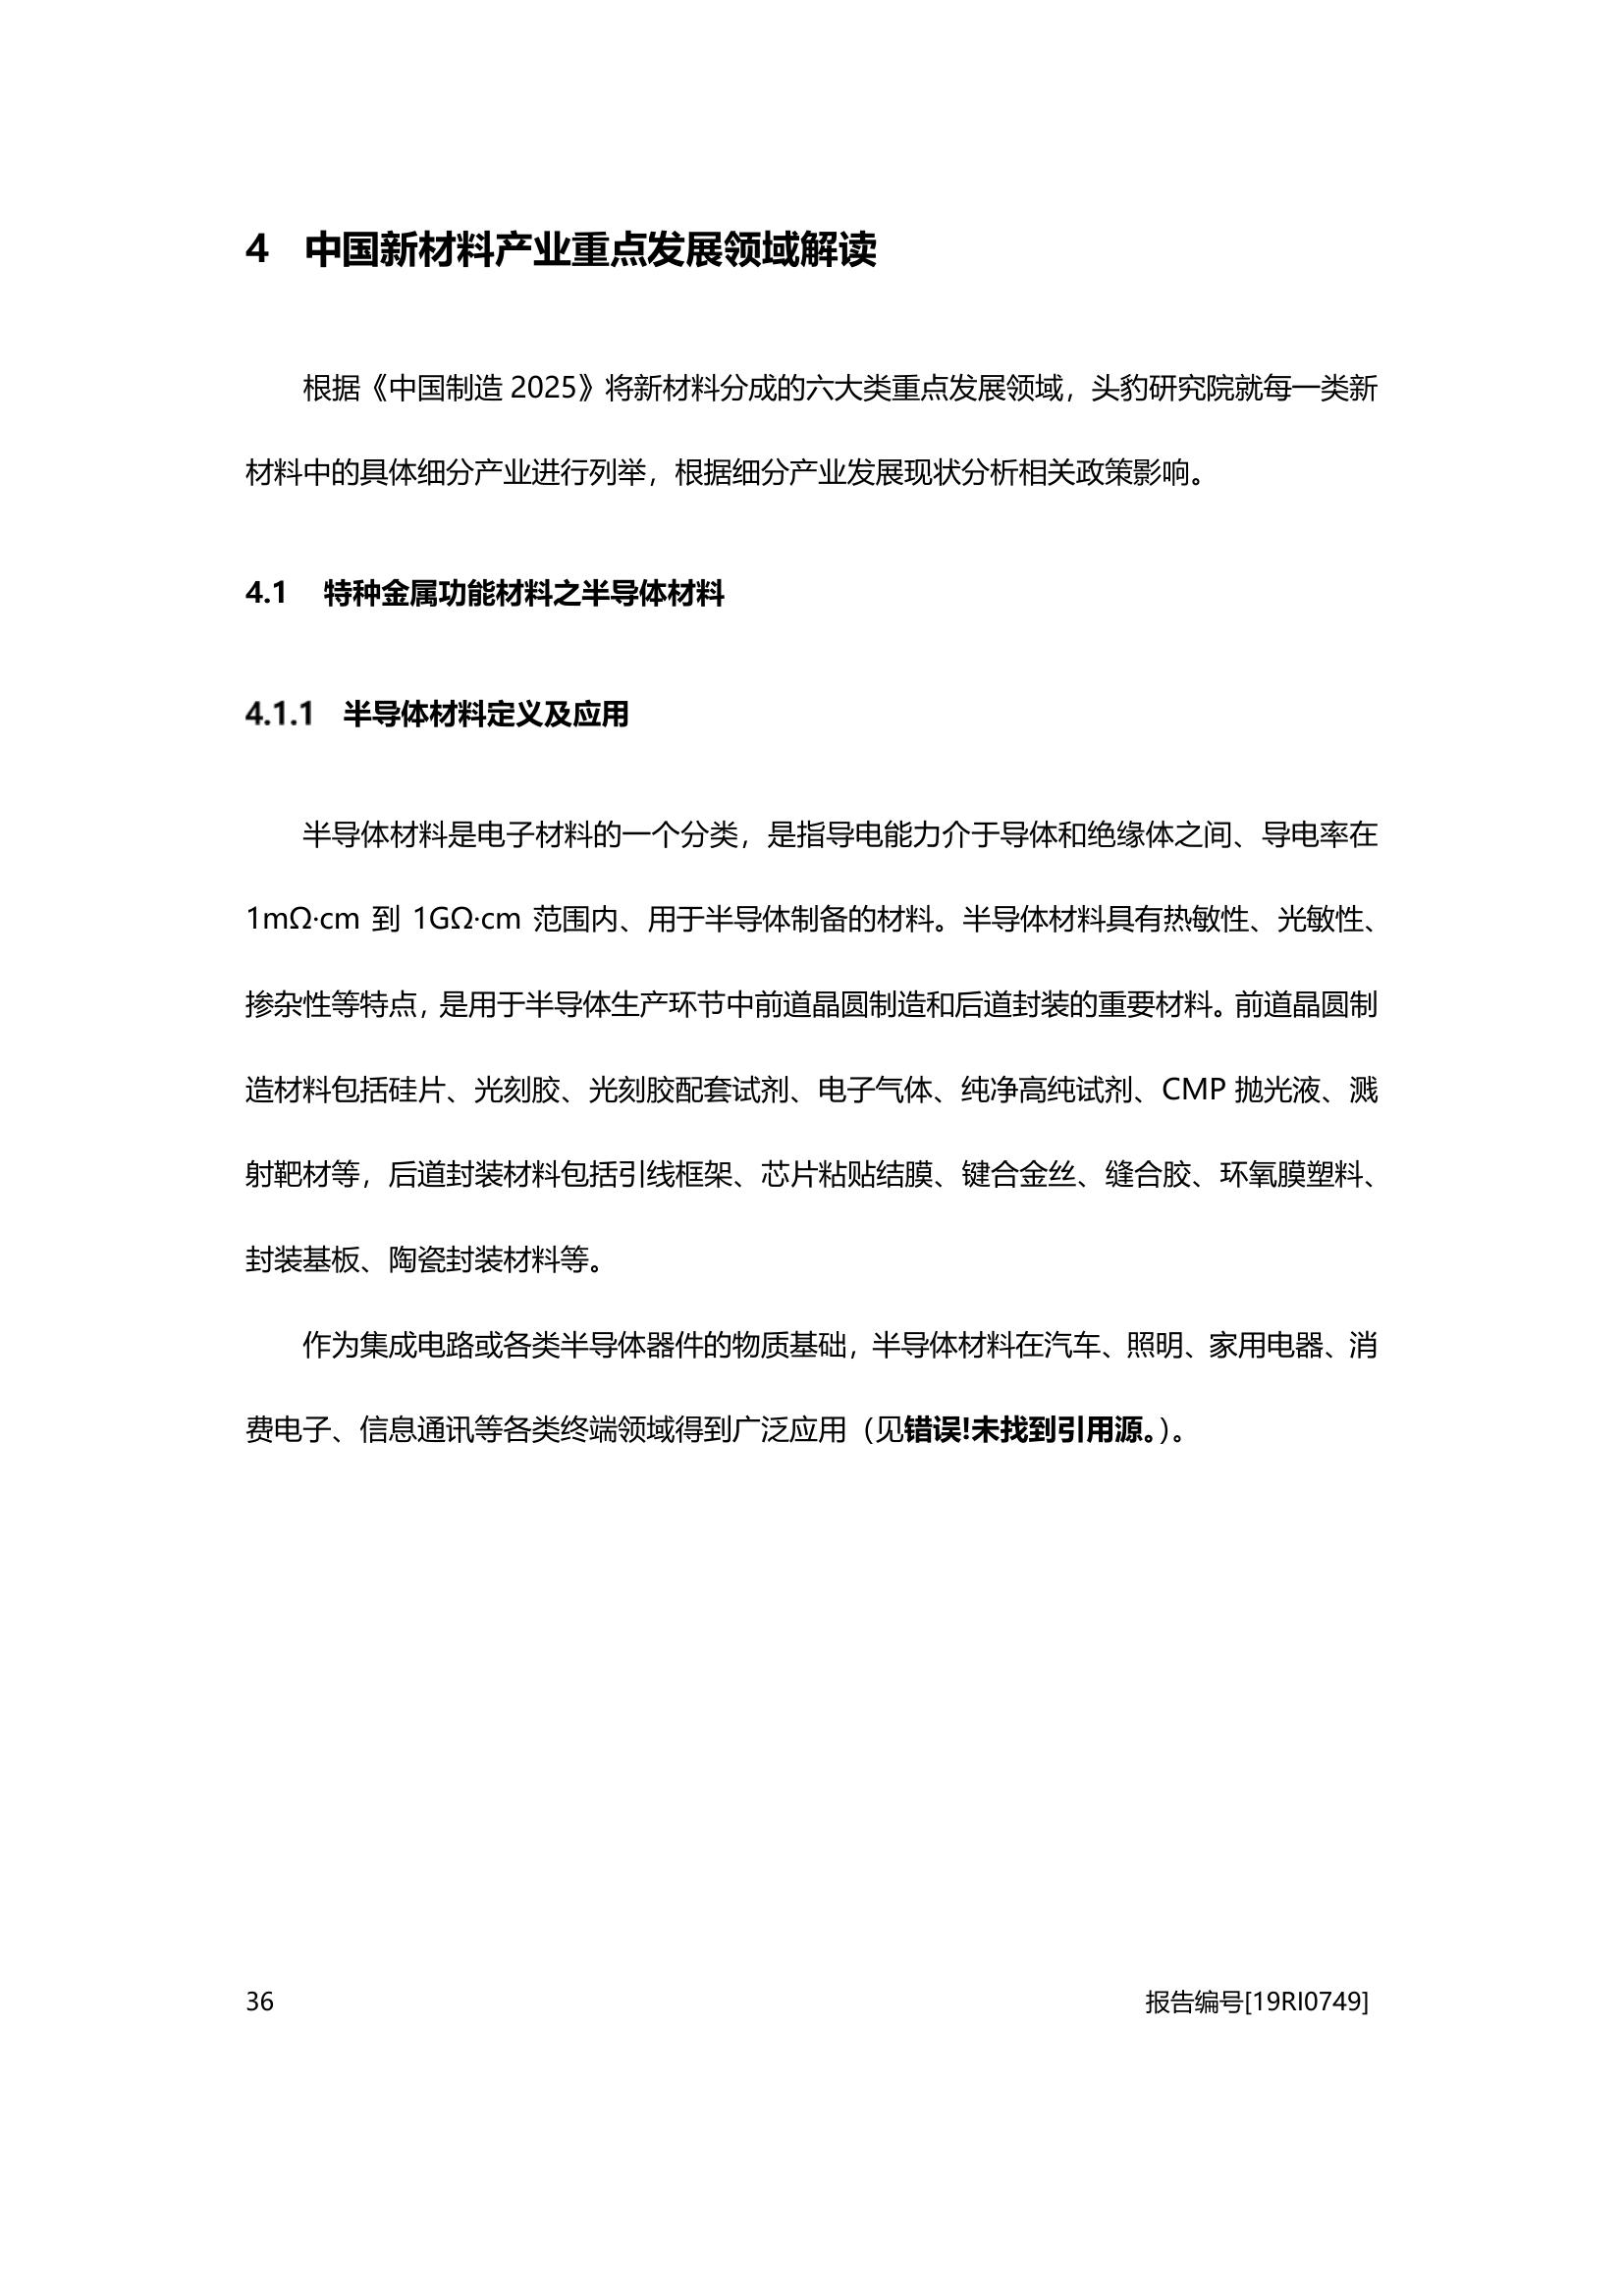 4 中国新材料产业重点发展领域解读
根据《中国制造 2025》将新材料分成的六大类重点发展领域，头豹研究院就每一类新
材料中的具体细分产业进行列举，根据细分产业发展现状分析相关政策影响。
4.1 特种金属功能材料之半导体材料
4.1.1 半导体材料定义及应用
半导体材料是电子材料的一个分类，是指导电能力介于导体和绝缘体之间、导电率在
1mΩ·cm 到 1GΩ·cm 范围内、用于半导体制备的材料。半导体材料具有热敏性、光敏性、
掺杂性等特点，是用于半导体生产环节中前道晶圆制造和后道封装的重要材料。前道晶圆制
造材料包括硅片、光刻胶、光刻胶配套试剂、电子气体、纯净高纯试剂、CMP 抛光液、溅
射靶材等，后道封装材料包括引线框架、芯片粘贴结膜、键合金丝、缝合胶、环氧膜塑料、
封装基板、陶瓷封装材料等。
作为集成电路或各类半导体器件的物质基础，半导体材料在汽车、照明、家用电器、消
费电子、信息通讯等各类终端领域得到广泛应用（见错误!未找到引用源。）。
36 报告编号[19RI0749]